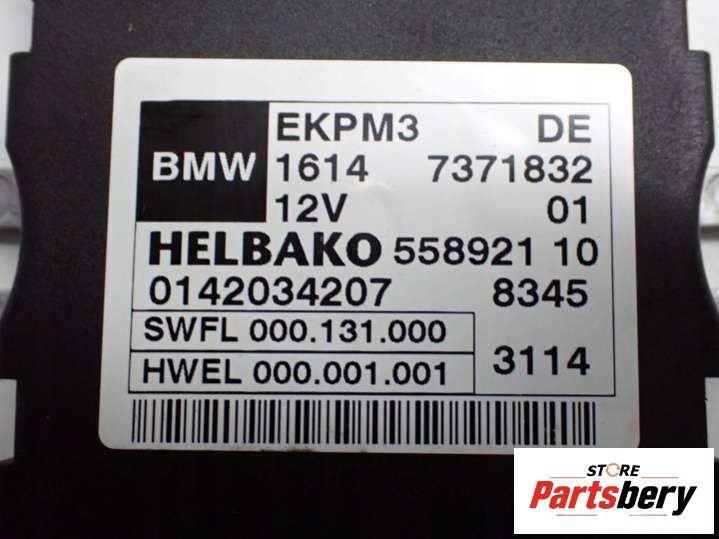 EKPM3 DE
BMW 1614 7371832
12V 01
HELBAKO 558921 10
0142034207 8345
SWFL 000.131.000
HWEL 000.001.001 3114
STORE
Partsbery